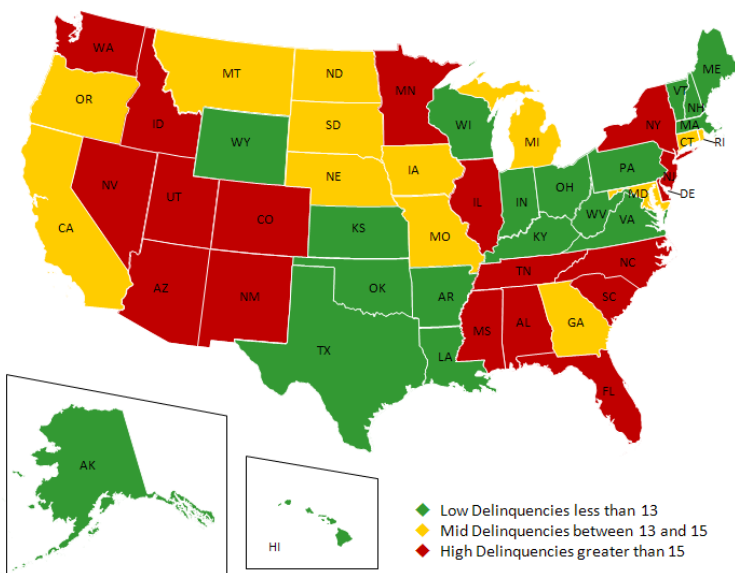 WA
MT
ND
MN
ME
VT
NH
OR
ID
SD
WI
NY
MA
MI
CT
RI
WY
IA
PA
NJ
NE
OH
MD
DE
NV
UT
CO
IL
IN
WV
VA
CA
KS
MO
KY
NC
TN
AZ
NM
OK
AR
SC
MS
AL
GA
TX
LA
FL
AK
HI
Low Delinquencies less than 13
Mid Delinquencies between 13 and 15
High Delinquencies greater than 15